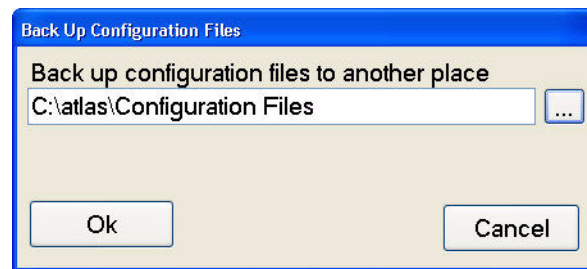 Back Up Configuration Files
Back up configuration files to another place
C:\atlas\Configuration Files
...
Ok
Cancel